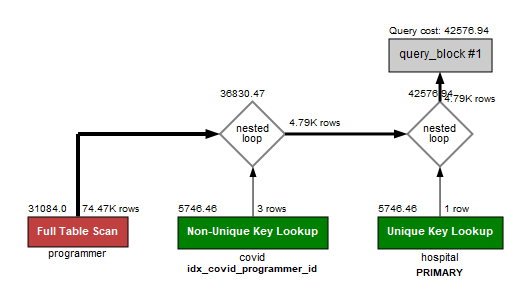 Query cost: 42576.94
query_block #1
36830.47
42576.94
4.79K rows
nested
loop
4.79K rows
nested
loop
31084.0
74.47K rows
5746.46
3 rows
5746.46
1 row
Full Table Scan
Non-Unique Key Lookup
Unique Key Lookup
programmer
covid
hospital
idx_covid_programmer_id
PRIMARY